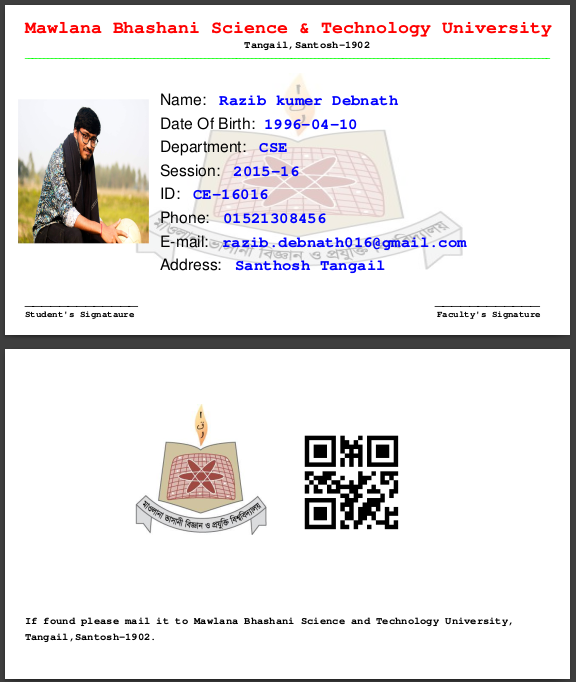 Mawlana Bhashani Science & Technology University
Tangail,Santosh-1902
Name: Razib kumer Debnath
Date Of Birth: 1996-04-10
Department: CSE
Session: 2015-16
ID: CE-16016
Phone: 01521308456
E-mail: razib.debnath016@gmail.com
Address: Santhosh Tangail
Student's Signataure
Faculty's Signature
মাওলানা ভাসানী বিজ্ঞান ও প্রযুক্তি বিশ্ববিদ্যালয়
If found please mail it to Mawlana Bhashani Science and Technology University,
Tangail,Santosh-1902.